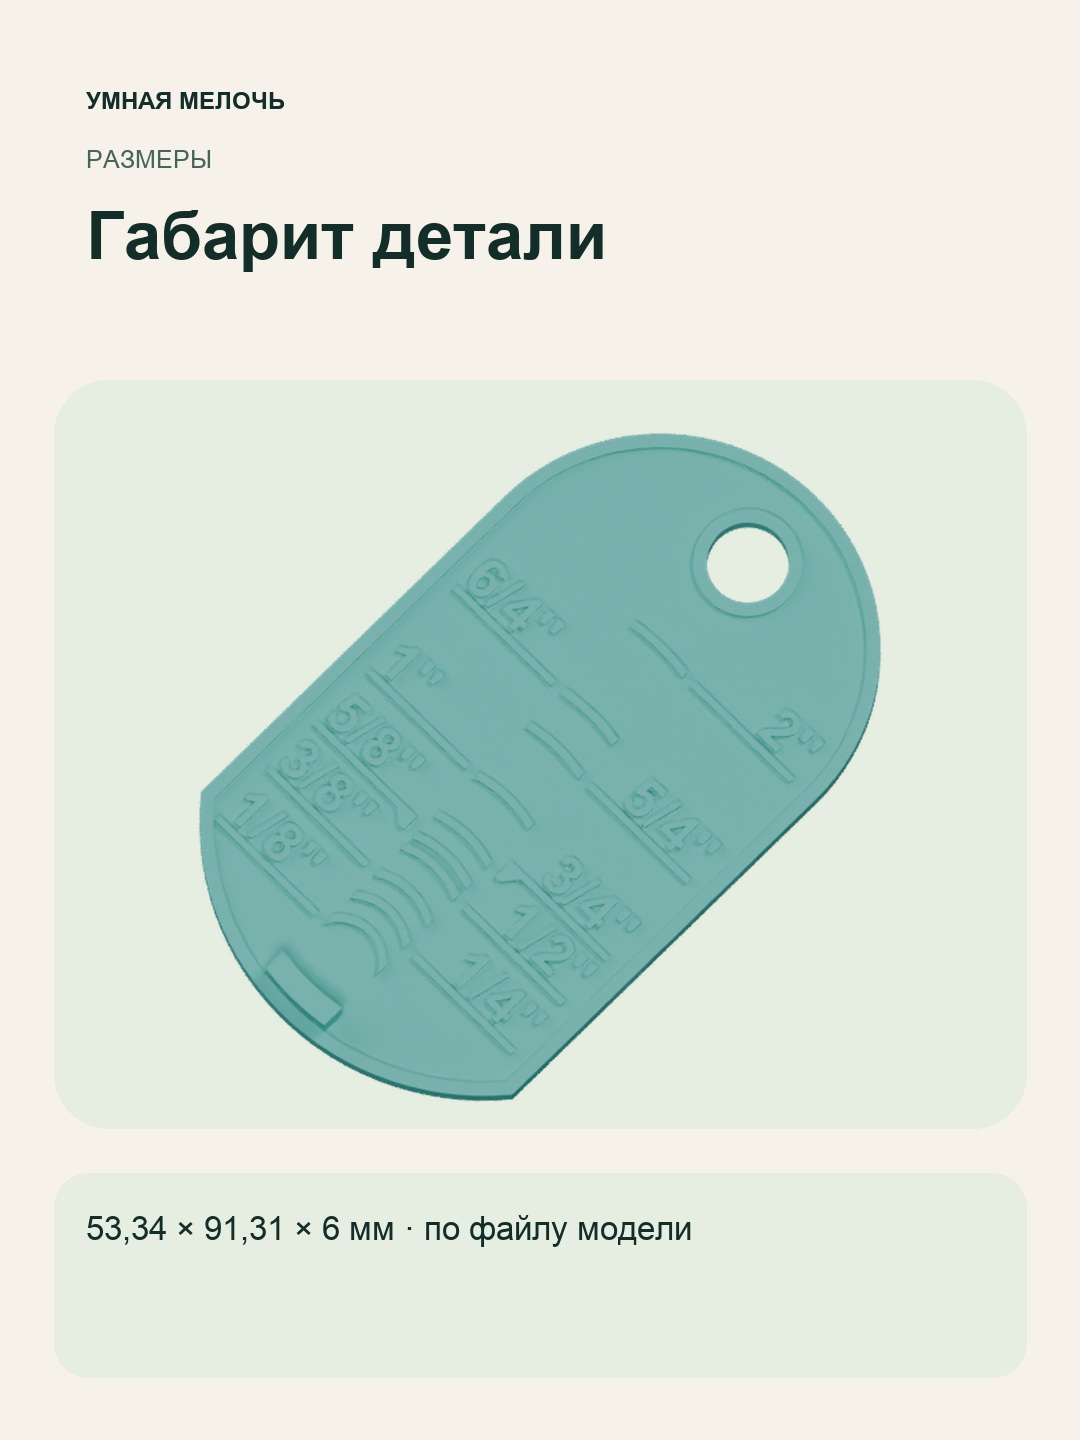 УМНАЯ МЕЛОЧЬ
РАЗМЕРЫ
Габарит детали
6/4"
1"
5/8"
3/8"
1/8"
2"
5/4"
3/4"
1/2"
1/4"
53,34 × 91,31 × 6 мм · по файлу модели